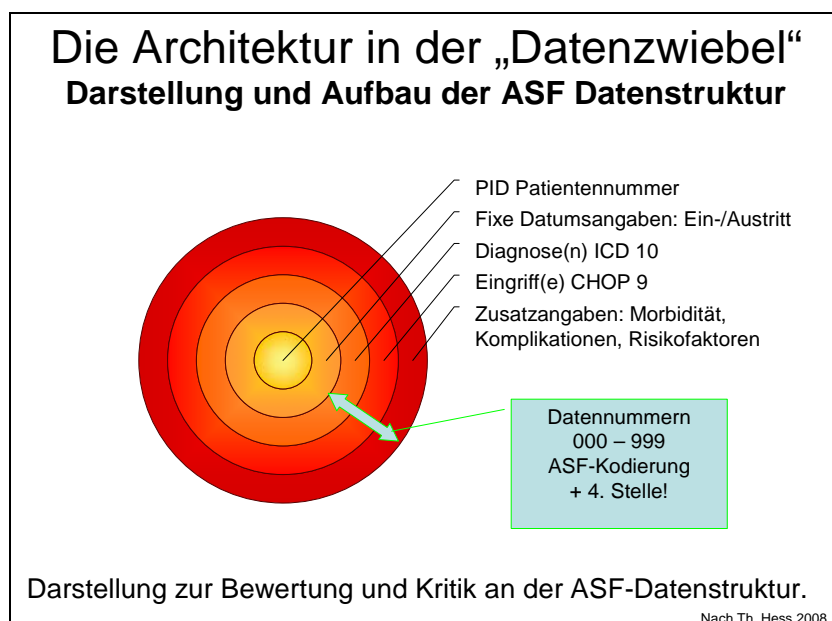 Die Architektur in der „Datenzwiebel“
Darstellung und Aufbau der ASF Datenstruktur
PID Patientennummer
Fixe Datumsangaben: Ein-/Austritt
Diagnose(n) ICD 10
Eingriff(e) CHOP 9
Zusatzangaben: Morbidität,
Komplikationen, Risikofaktoren
Datennummern
000 – 999
ASF-Kodierung
+ 4. Stelle!
Darstellung zur Bewertung und Kritik an der ASF-Datenstruktur.
Nach Th. Hess 2008